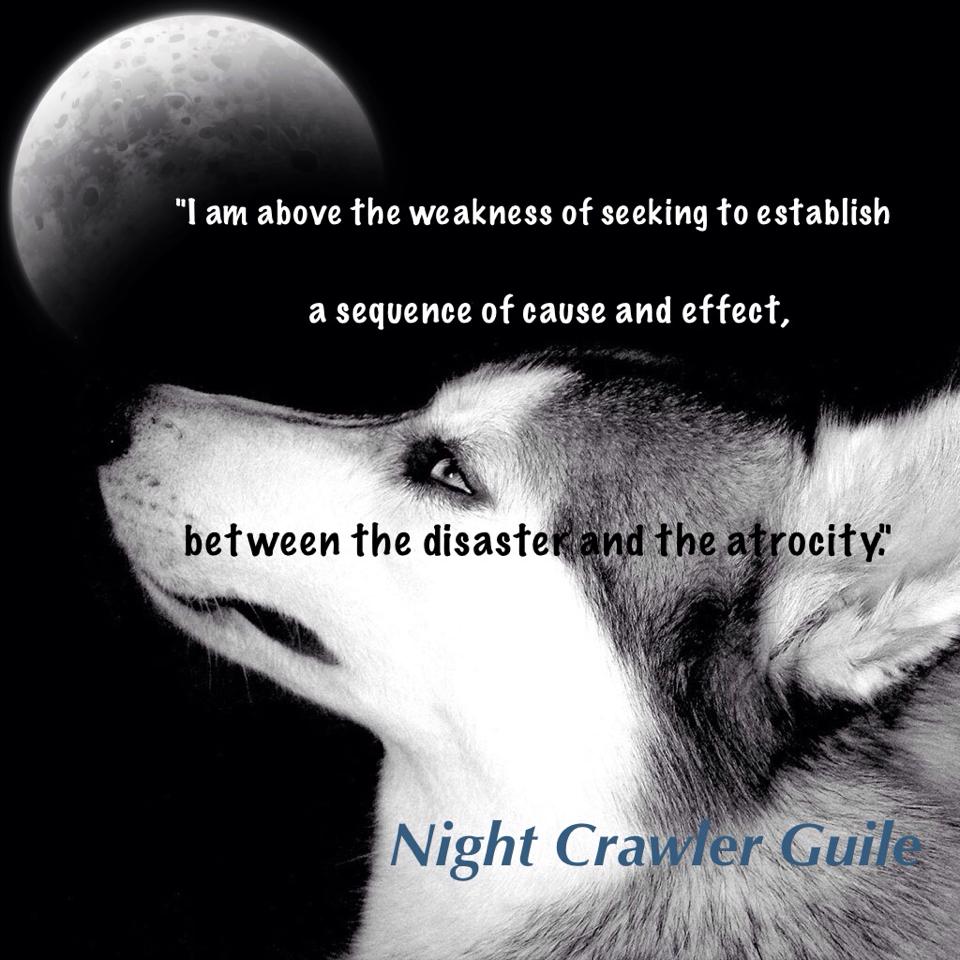 "I am above the weakness of seeking to establish
a sequence of cause and effect,
between the disaster and the atrocity."
Night Crawler Guile